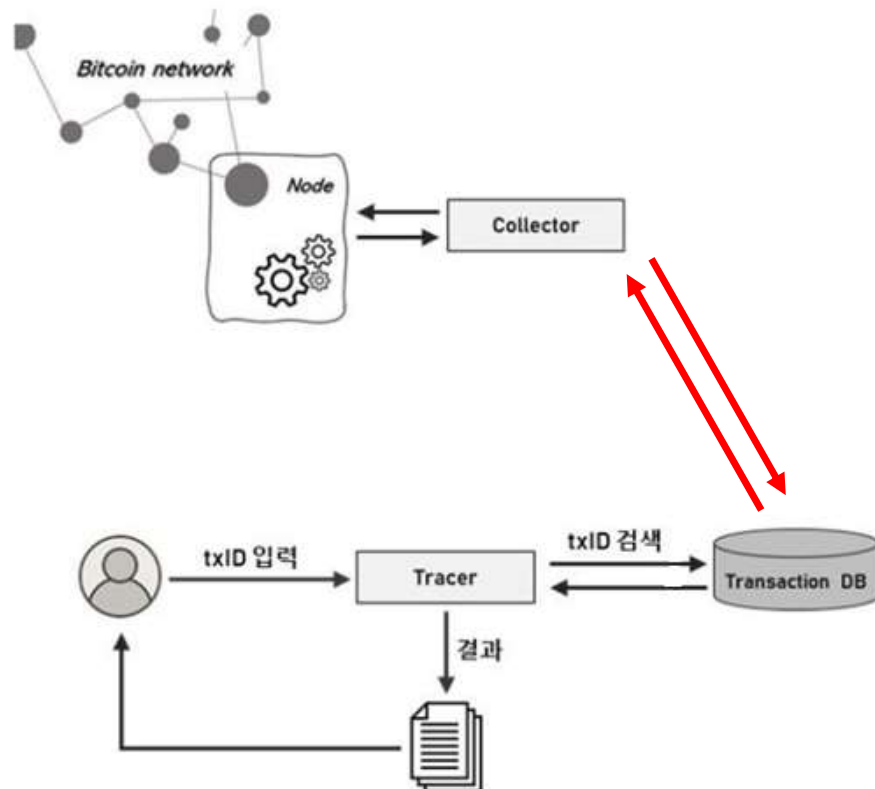 Bitcoin network
Node
Collector
txID 입력
Tracer
txID 검색
Transaction DB
결과